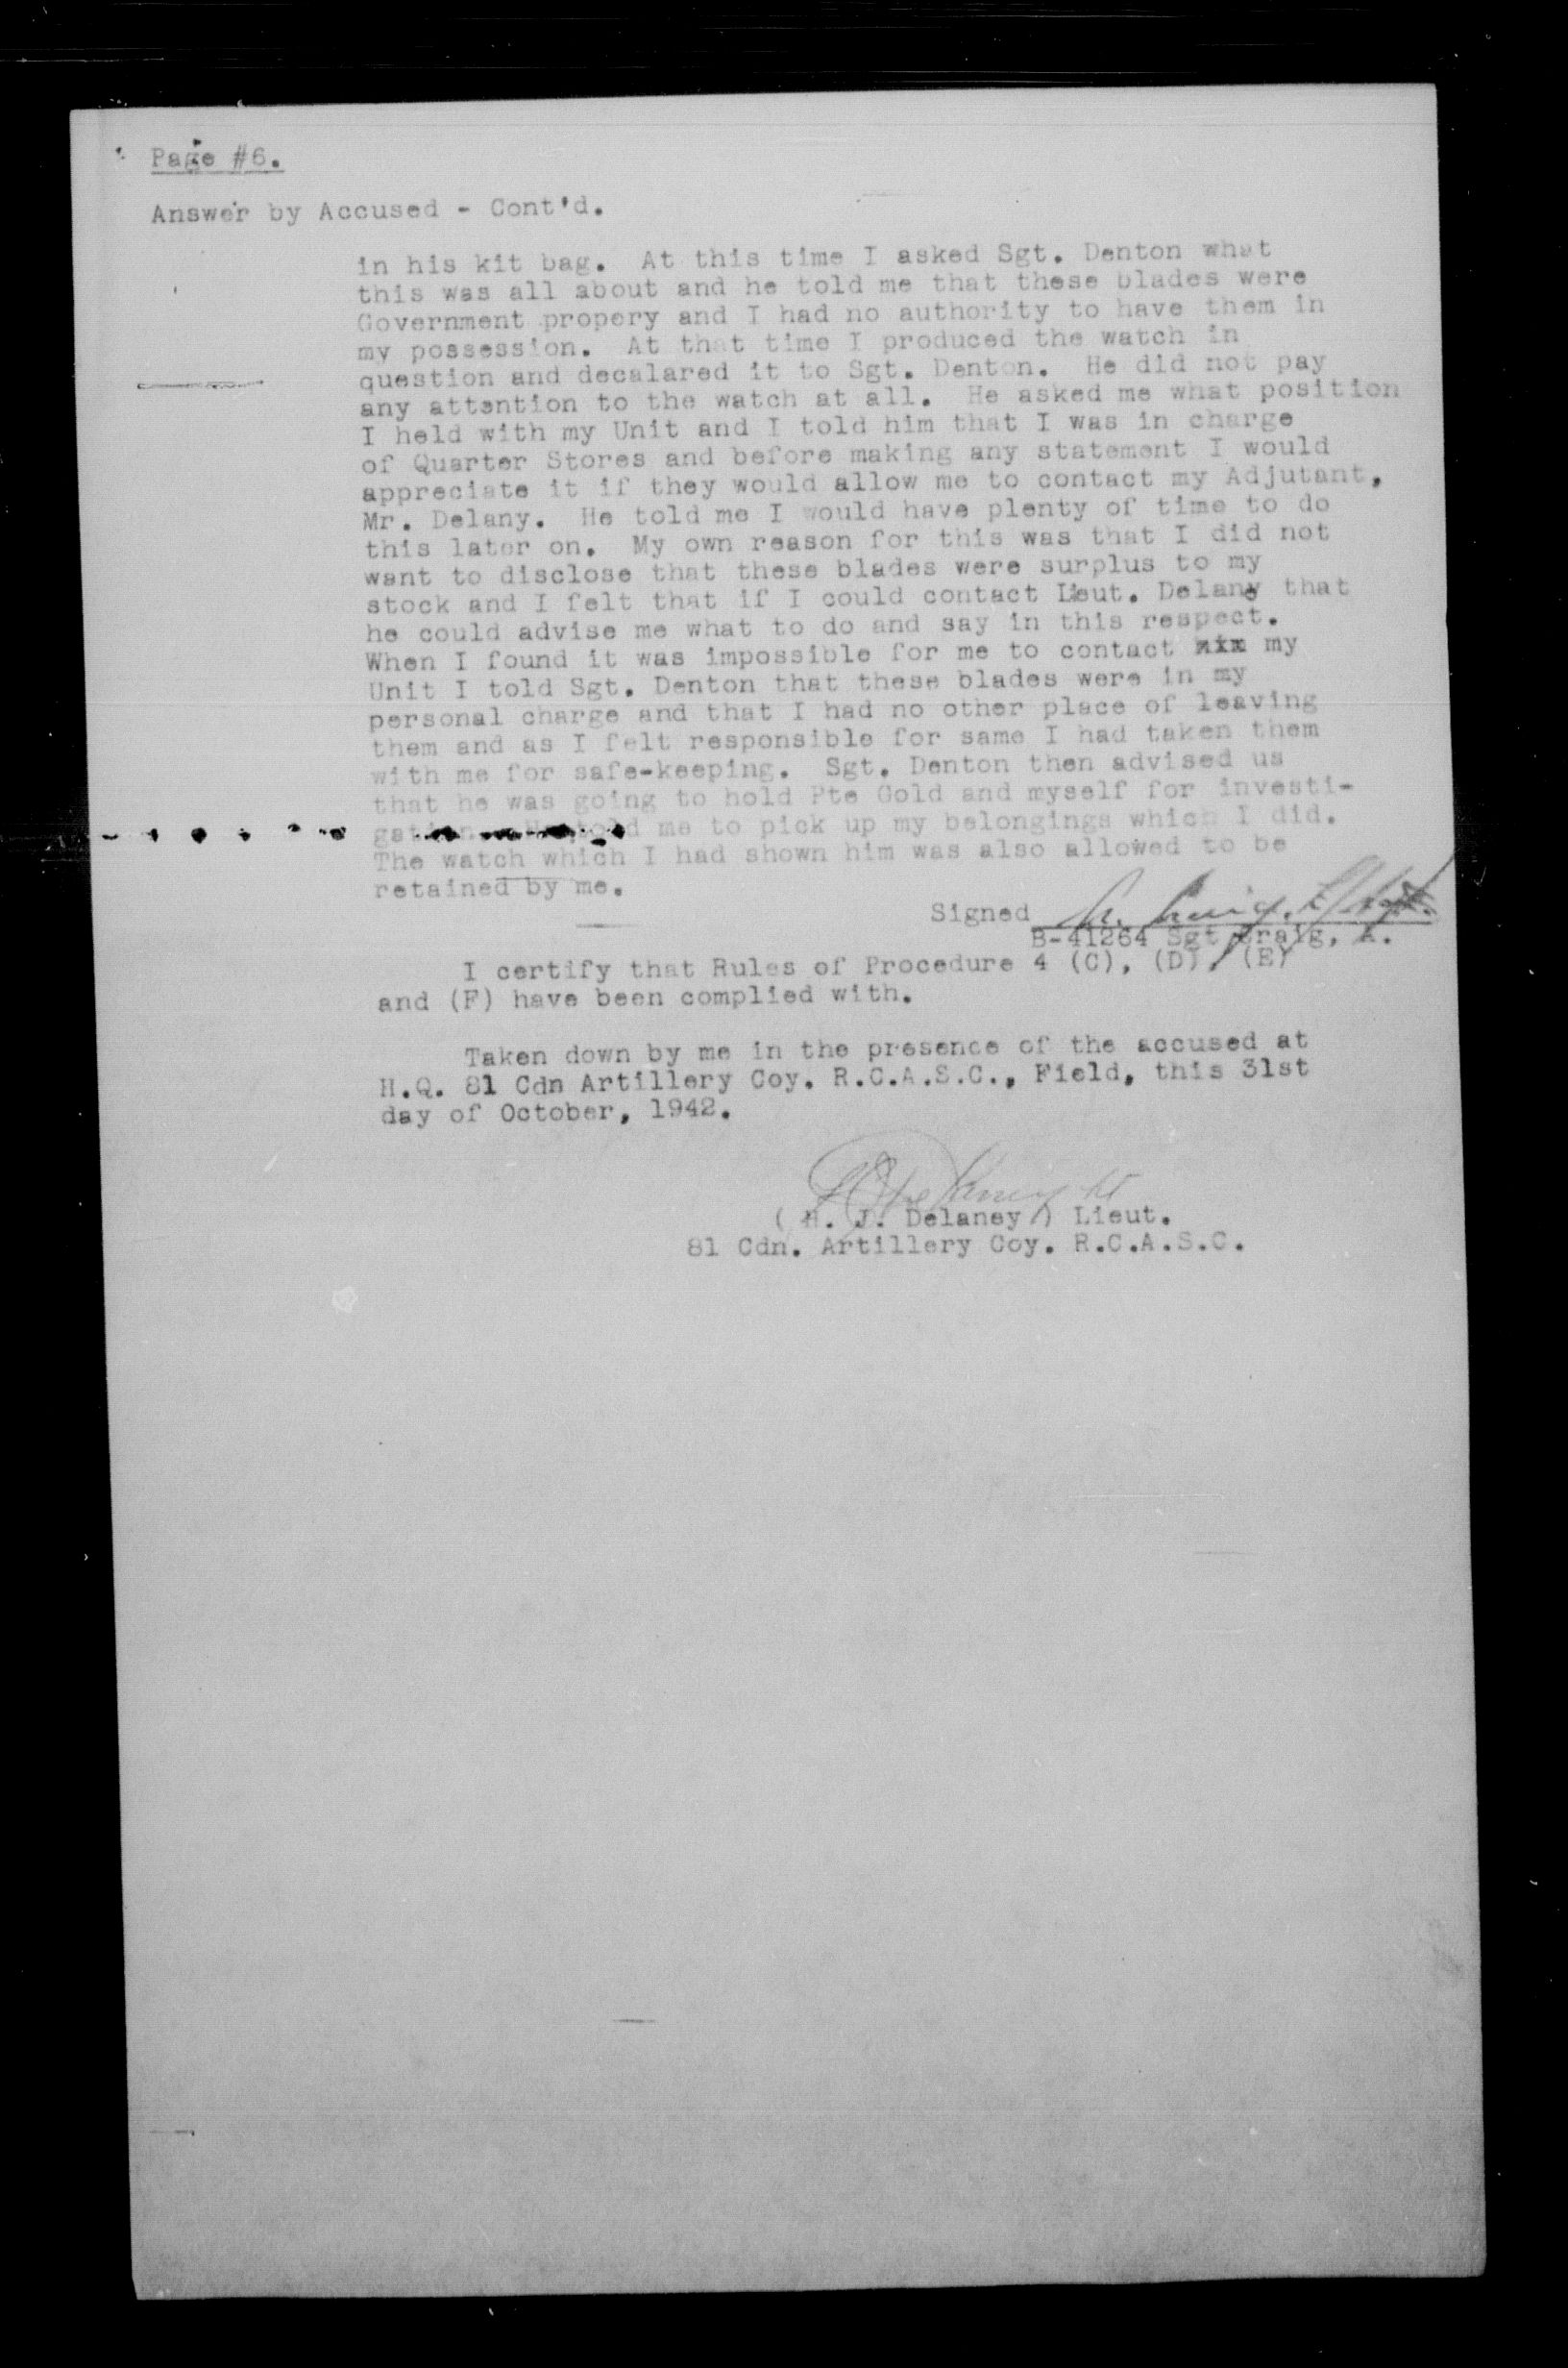 Page #6.
Answer by Accused - Cont'd.
in his kit bag. At this time I asked Sgt. Denton what
this was all about and he told me that these blades were
Government propery and I had no authority to have them in
my possession. At that time I produced the watch in
question and decalared it to Sgt. Denton. He did not pay
any attention to the watch at all. He asked me what position
I held with my Unit and I told him that I was in charge
of Quarter Stores and before making any statement I would
appreciate it if they would allow me to contact my Adjutant,
Mr. Delany. He told me I would have plenty of time to do
this later on. My own reason for this was that I did not
want to disclose that these blades were surplus to my
stock and I felt that if I could contact Lieut. Delany that
he could advise me what to do and say in this respect.
When I found it was impossible for me to contact him my
Unit I told Sgt. Denton that these blades were in my
personal charge and that I had no other place of leaving
them and as I felt responsible for same I had taken them
with me for safe-keeping. Sgt. Denton then advised us
that he was going to hold Pte Gold and myself for investi-
gation. He told me to pick up my belongings which I did.
The watch which I had shown him was also allowed to be
retained by me.
Signed
B-41264 Sgt Craig, A.
I certify that Rules of Procedure 4 (C), (D), (E)
and (F) have been complied with.
Taken down by me in the presence of the accused at
H.Q. 81 Cdn Artillery Coy. R.C.A.S.C., Field, this 31st
day of October, 1942.
( H. J. Delaney ) Lieut.
81 Cdn. Artillery Coy. R.C.A.S.C.